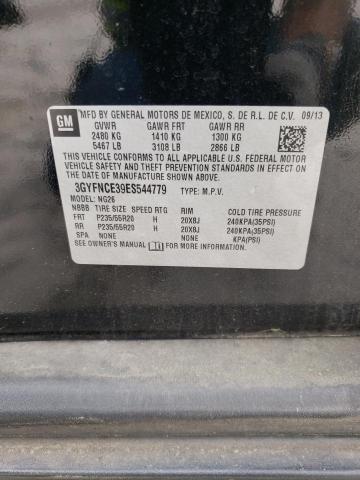 GM
MFD. BY GENERAL MOTORS DE MEXICO, S. DE R.L. DE C.V. 09/13
GVWR GAWR FRT GAWR RR
2480 KG 1410 KG 1300 KG
5467 LB 3108 LB 2866 LB
THIS VEHICLE CONFORMS TO ALL APPLICABLE
U.S. FEDERAL MOTOR VEHICLE SAFETY AND
THEFT PREVENTION STANDARDS IN EFFECT ON THE
DATE OF MANUFACTURE SHOWN ABOVE.
3GYFNCE39ES544779 TYPE: M.P.V.
MODEL: NG26
NBBB TIRE SIZE SPEED RTG RIM COLD TIRE PRESSURE
FRT P235/55R20 H 20X8J 240KPA(35PSI)
RR P235/55R20 H 20X8J 240KPA(35PSI)
SPA NONE NONE KPA(PSI)
SEE OWNER'S MANUAL FOR MORE INFORMATION.